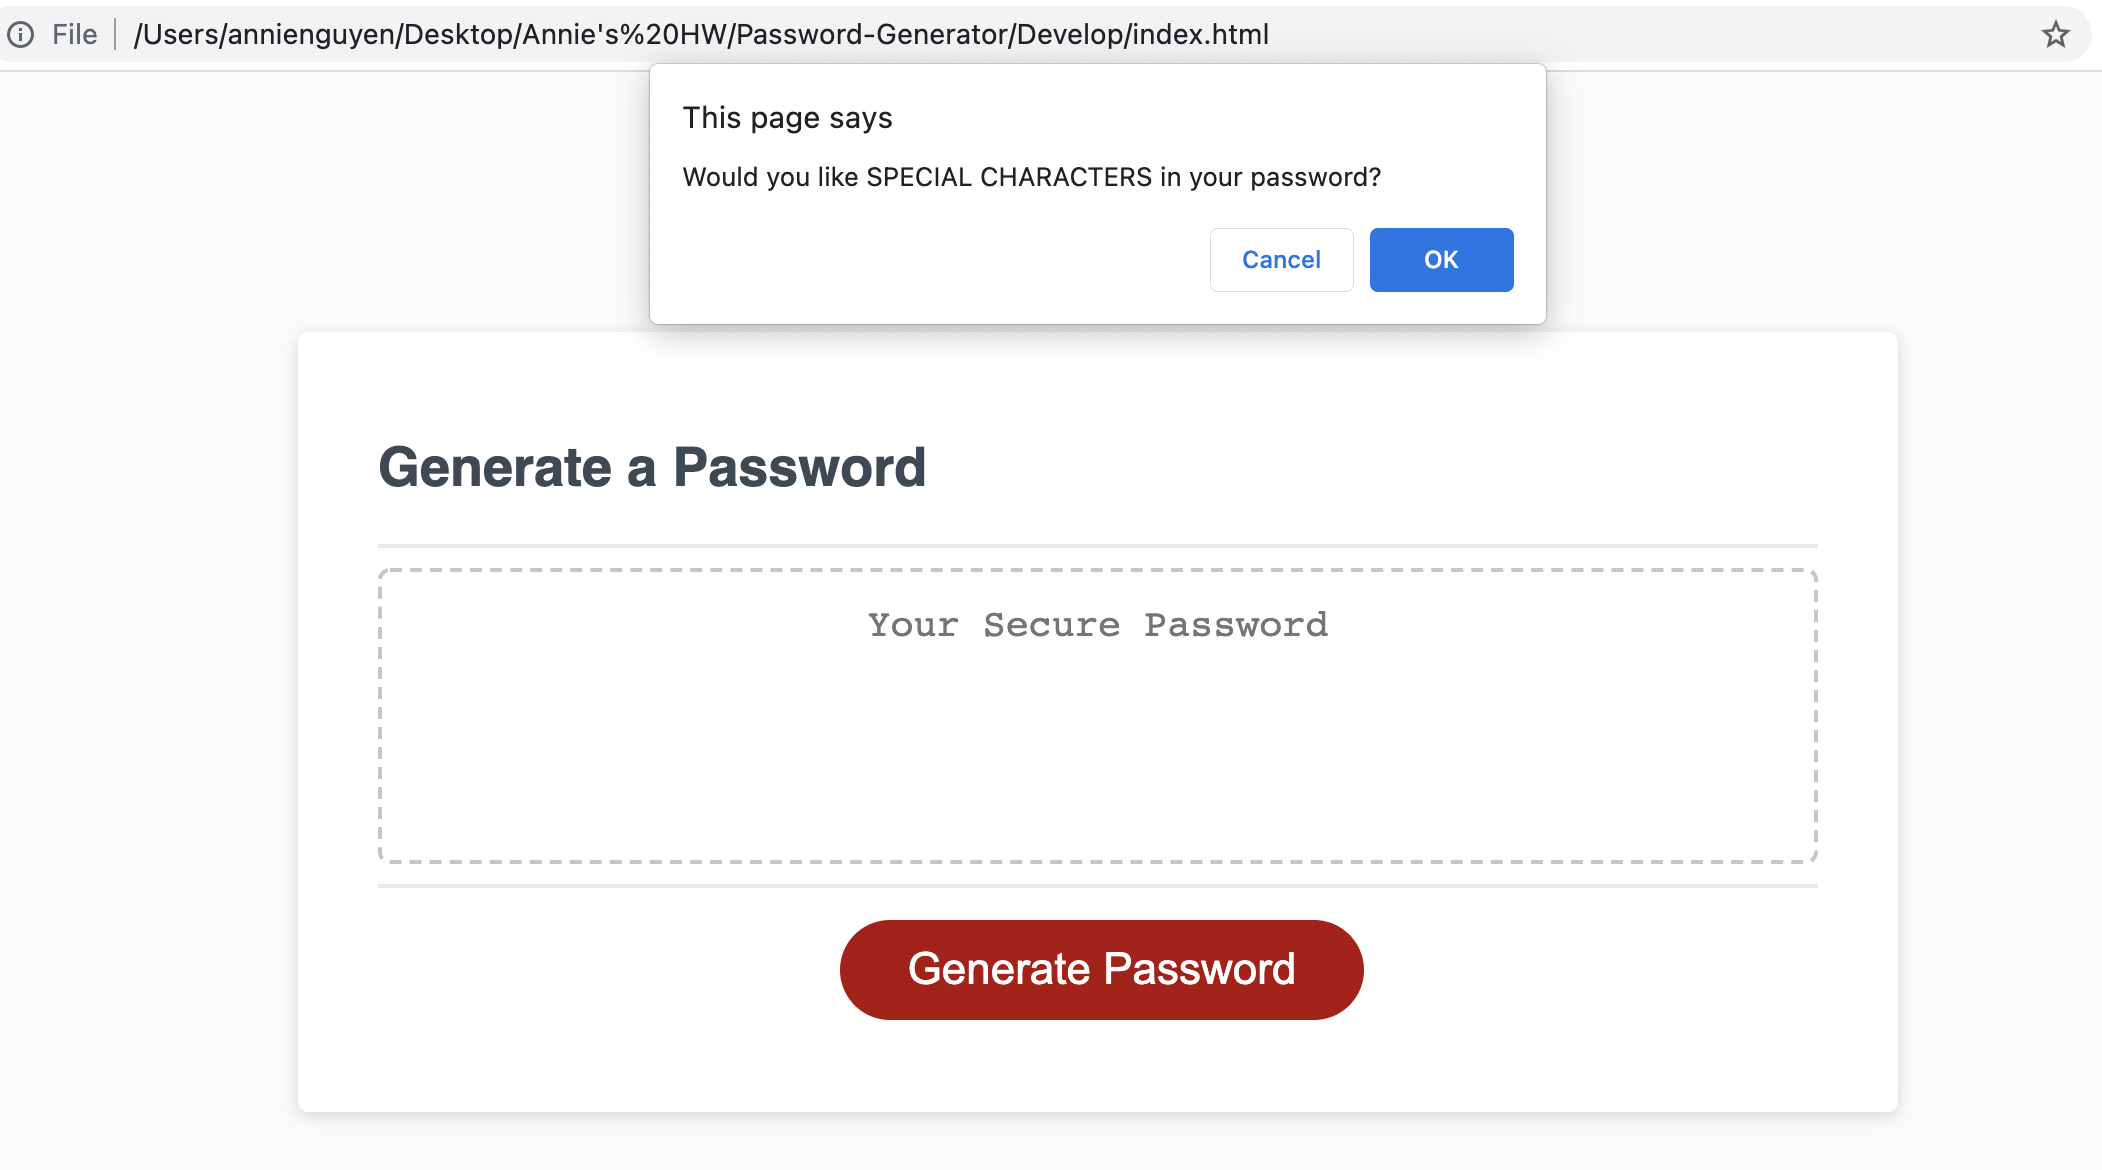 File /Users/annienguyen/Desktop/Annie's%20HW/Password-Generator/Develop/index.html
This page says
Would you like SPECIAL CHARACTERS in your password?
Cancel OK
Generate a Password
Your Secure Password
Generate Password